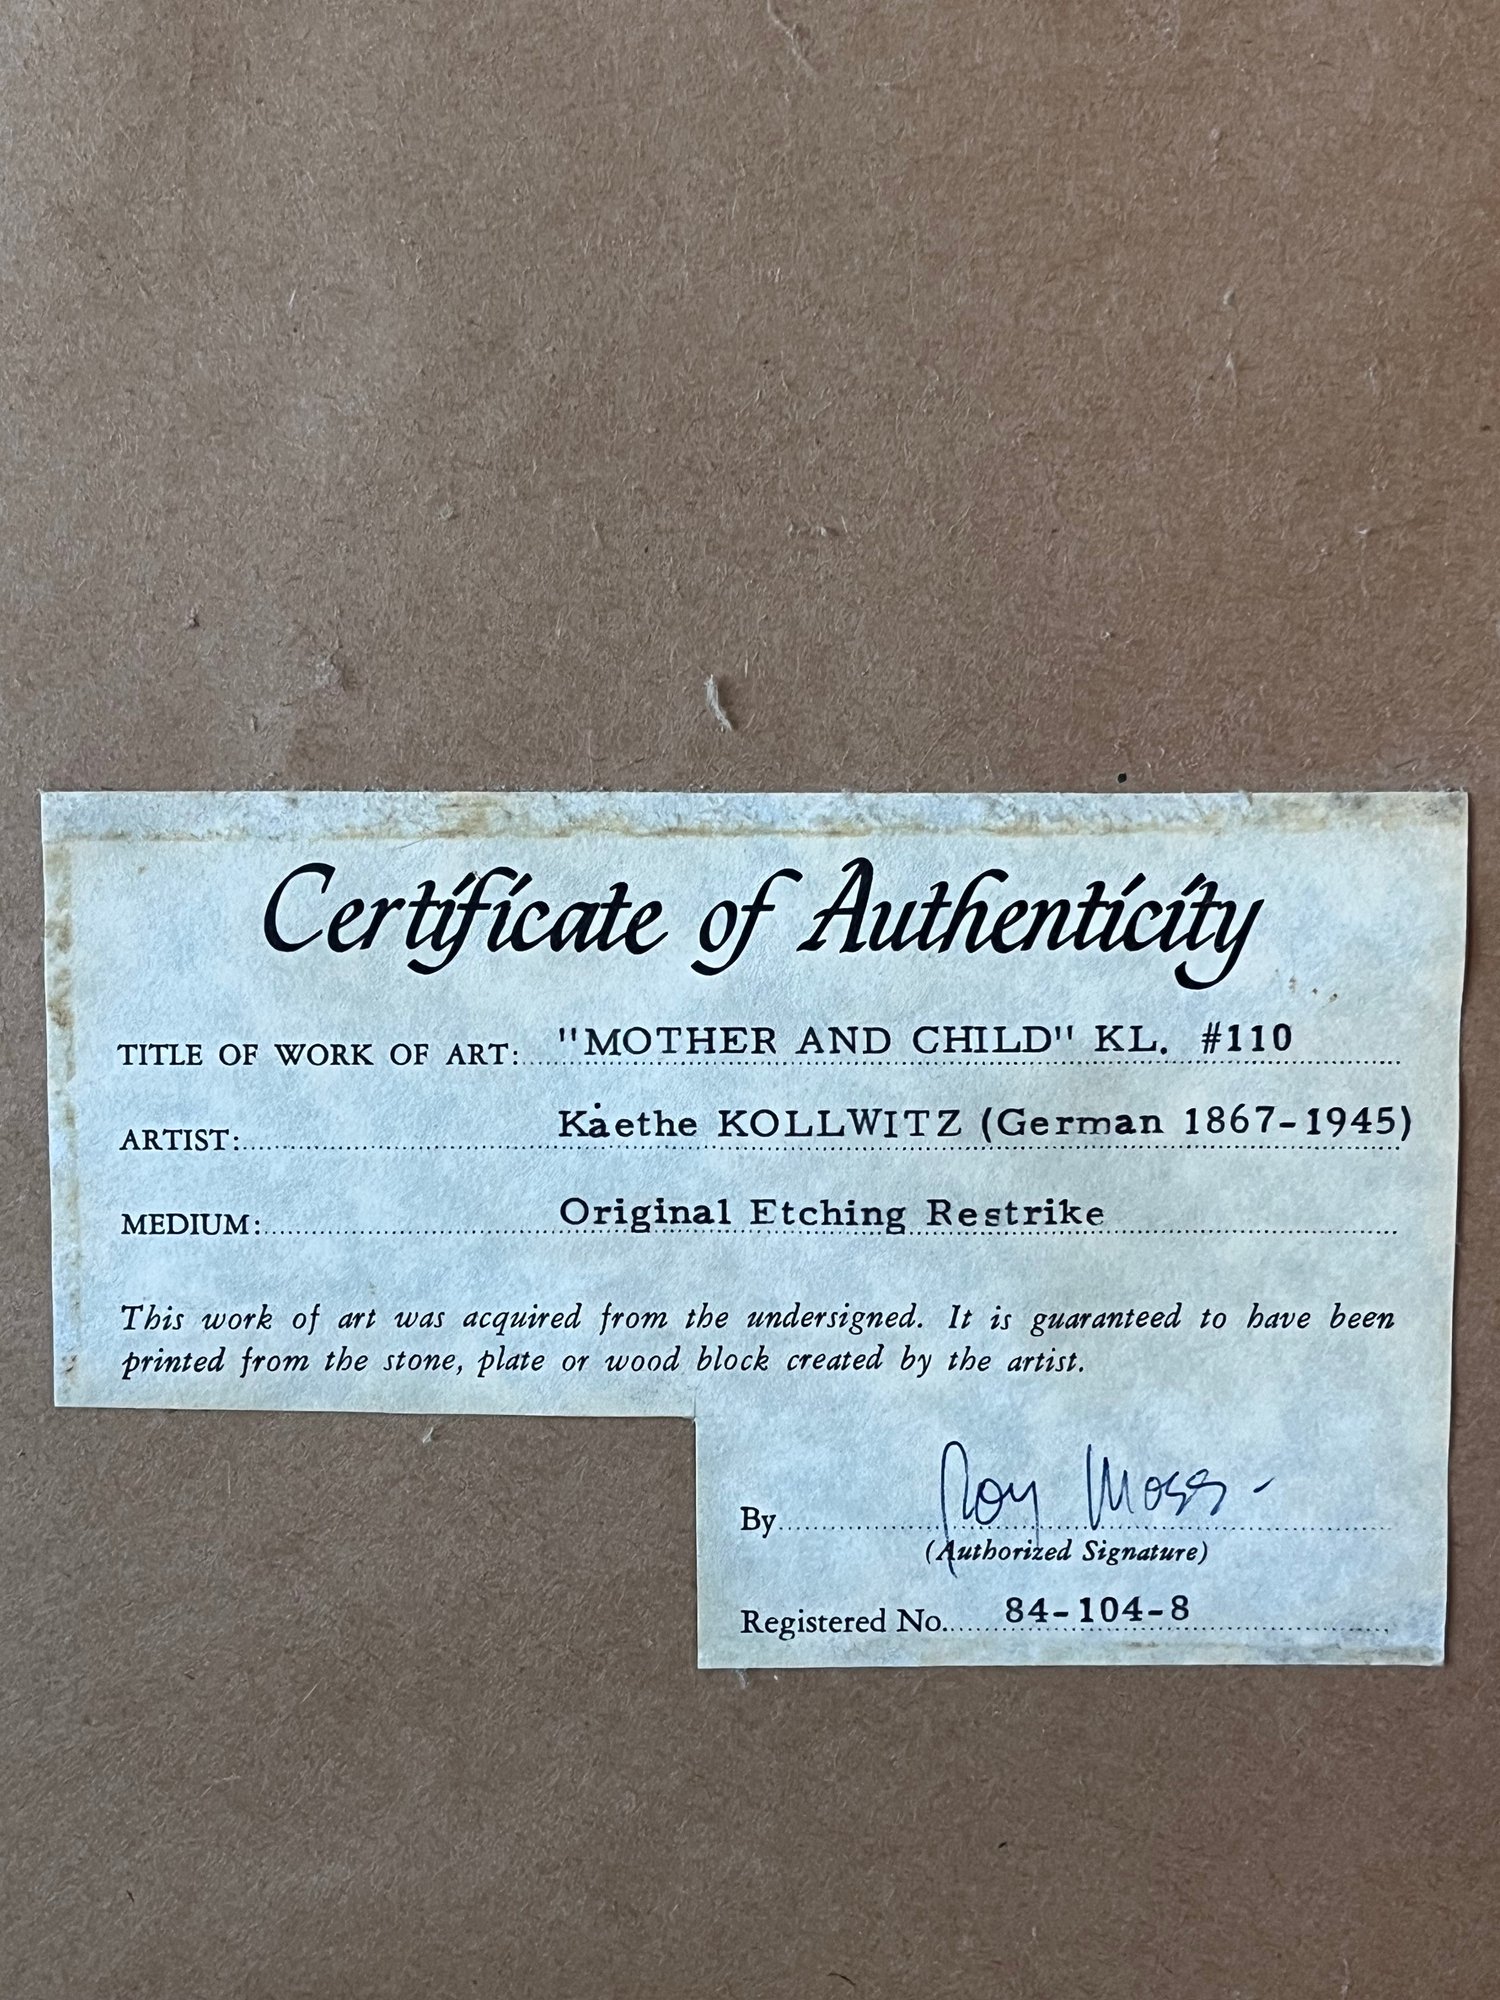 Certificate of Authenticity
TITLE OF WORK OF ART: "MOTHER AND CHILD" KL. #110
ARTIST: Kaethe KOLLWITZ (German 1867-1945)
MEDIUM: Original Etching Restrike
This work of art was acquired from the undersigned. It is guaranteed to have been
printed from the stone, plate or wood block created by the artist.
By Roy Moss
(Authorized Signature)
Registered No. 84-104-8